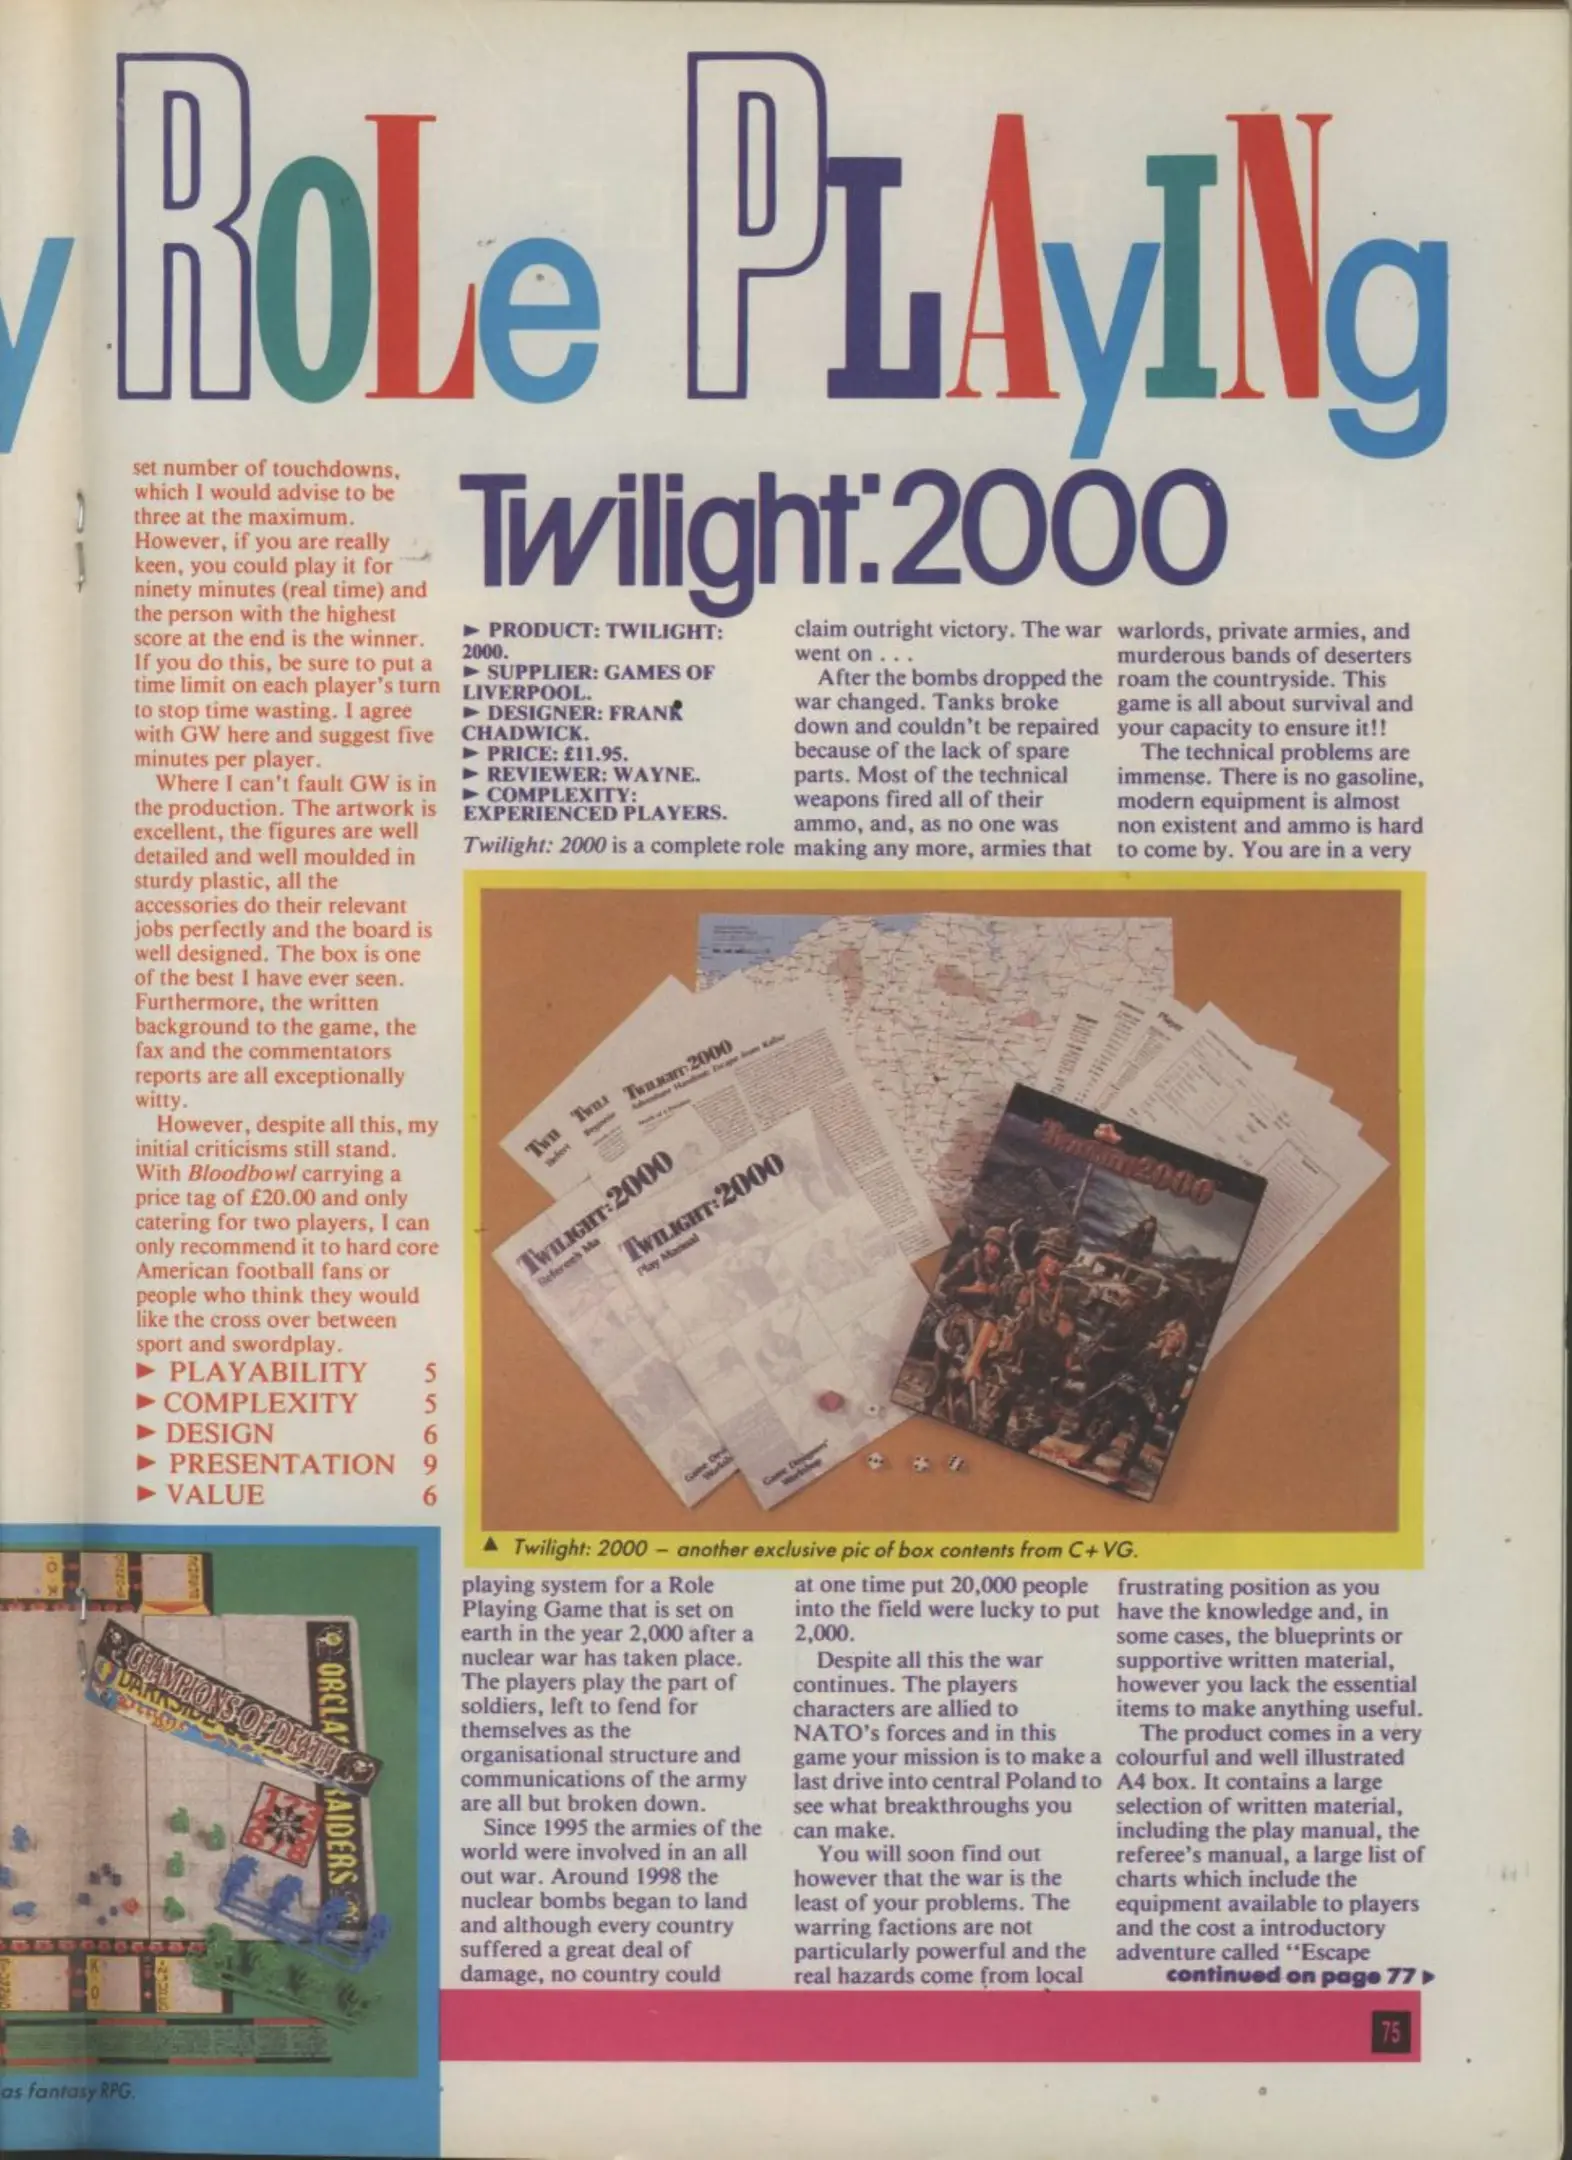 y RoLe PLAyINg
set number of touchdowns,
which I would advise to be
three at the maximum.
However, if you are really
keen, you could play it for
ninety minutes (real time) and
the person with the highest
score at the end is the winner.
If you do this, be sure to put a
time limit on each player's turn
to stop time wasting. I agree
with GW here and suggest five
minutes per player.
Where I can't fault GW is in
the production. The artwork is
excellent, the figures are well
detailed and well moulded in
sturdy plastic, all the
accessories do their relevant
jobs perfectly and the board is
well designed. The box is one
of the best I have ever seen.
Furthermore, the written
background to the game, the
fax and the commentators
reports are all exceptionally
witty.
However, despite all this, my
initial criticisms still stand.
With Bloodbowl carrying a
price tag of £20.00 and only
catering for two players, I can
only recommend it to hard core
American football fans or
people who think they would
like the cross over between
sport and swordplay.
► PLAYABILITY 5
► COMPLEXITY 5
► DESIGN 6
► PRESENTATION 9
► VALUE 6
CHAMPIONS OF DEATH
DARKSIDE
ORCLA
RAIDERS
as fantasy RPG.
Twilight:2000
► PRODUCT: TWILIGHT:
2000.
► SUPPLIER: GAMES OF
LIVERPOOL.
► DESIGNER: FRANK
CHADWICK.
► PRICE: £11.95.
► REVIEWER: WAYNE.
► COMPLEXITY:
EXPERIENCED PLAYERS.
Twilight: 2000 is a complete role
playing system for a Role
Playing Game that is set on
earth in the year 2,000 after a
nuclear war has taken place.
The players play the part of
soldiers, left to fend for
themselves as the
organisational structure and
communications of the army
are all but broken down.
Since 1995 the armies of the
world were involved in an all
out war. Around 1998 the
nuclear bombs began to land
and although every country
suffered a great deal of
damage, no country could
claim outright victory. The war
went on . . .
After the bombs dropped the
war changed. Tanks broke
down and couldn't be repaired
because of the lack of spare
parts. Most of the technical
weapons fired all of their
ammo, and, as no one was
making any more, armies that
at one time put 20,000 people
into the field were lucky to put
2,000.
Despite all this the war
continues. The players
characters are allied to
NATO's forces and in this
game your mission is to make a
last drive into central Poland to
see what breakthroughs you
can make.
You will soon find out
however that the war is the
least of your problems. The
warring factions are not
particularly powerful and the
real hazards come from local
warlords, private armies, and
murderous bands of deserters
roam the countryside. This
game is all about survival and
your capacity to ensure it!!
The technical problems are
immense. There is no gasoline,
modern equipment is almost
non existent and ammo is hard
to come by. You are in a very
frustrating position as you
have the knowledge and, in
some cases, the blueprints or
supportive written material,
however you lack the essential
items to make anything useful.
The product comes in a very
colourful and well illustrated
A4 box. It contains a large
selection of written material,
including the play manual, the
referee's manual, a large list of
charts which include the
equipment available to players
and the cost a introductory
adventure called "Escape
continued on page 77 ►
TWILIGHT:2000
Adventure Handout: Escape from Kalisz
TWILIGHT:2000
TWILIGHT:2000
Play Manual
Game Designers'
Workshop
Player
Twilight:2000
▲ Twilight: 2000 – another exclusive pic of box contents from C+VG.
75